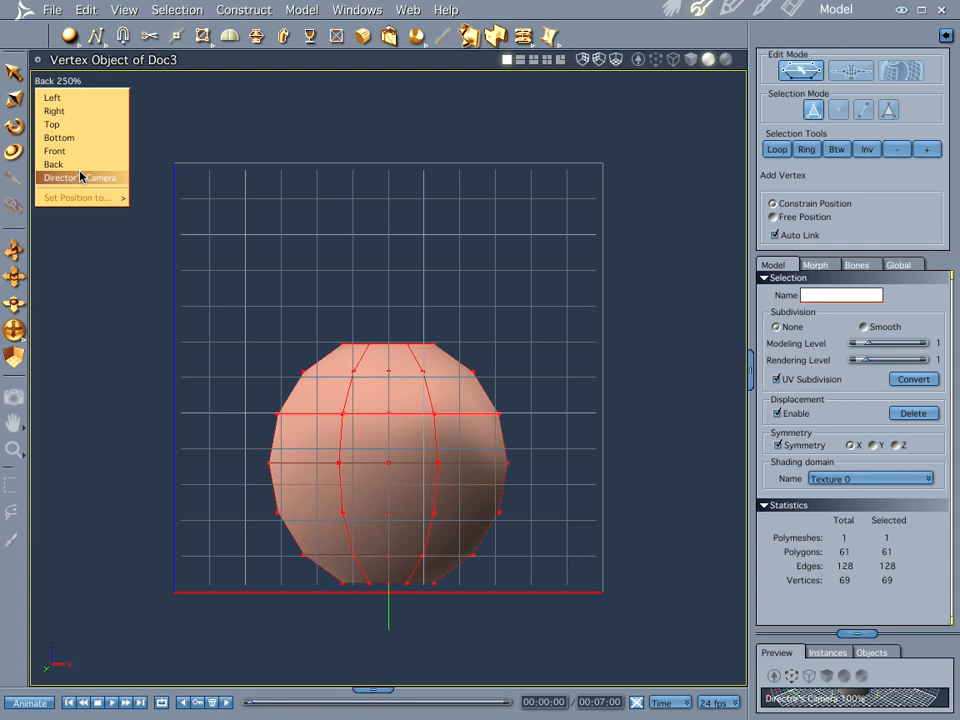 File Edit Views Selection Construct Model Windows Web Help Model
Vertex Object of Doc3
Back 250%
Left
Right
Top
Bottom
Front
Back
Director's Camera
Set Position to... >
Edit Mode
Selection Mode
Selection Tools
Loop Ring Btw Inv - +
Add Vertex
Constrain Position
Free Position
Auto Link
Model Morph Bones Global
Selection
Name
Subdivision
None Smooth
Modeling Level 1
Rendering Level 1
UV Subdivision Convert
Displacement
Enable Delete
Symmetry
Symmetry X Y Z
Shading domain
Name Texture 0
Statistics
Total Selected
Polymeshes: 1 1
Polygons: 61 61
Edges: 128 128
Vertices: 69 69
Preview Instances Objects
Director's Camera 100%
Animate 00:00:00 / 00:07:00 Time 24 fps